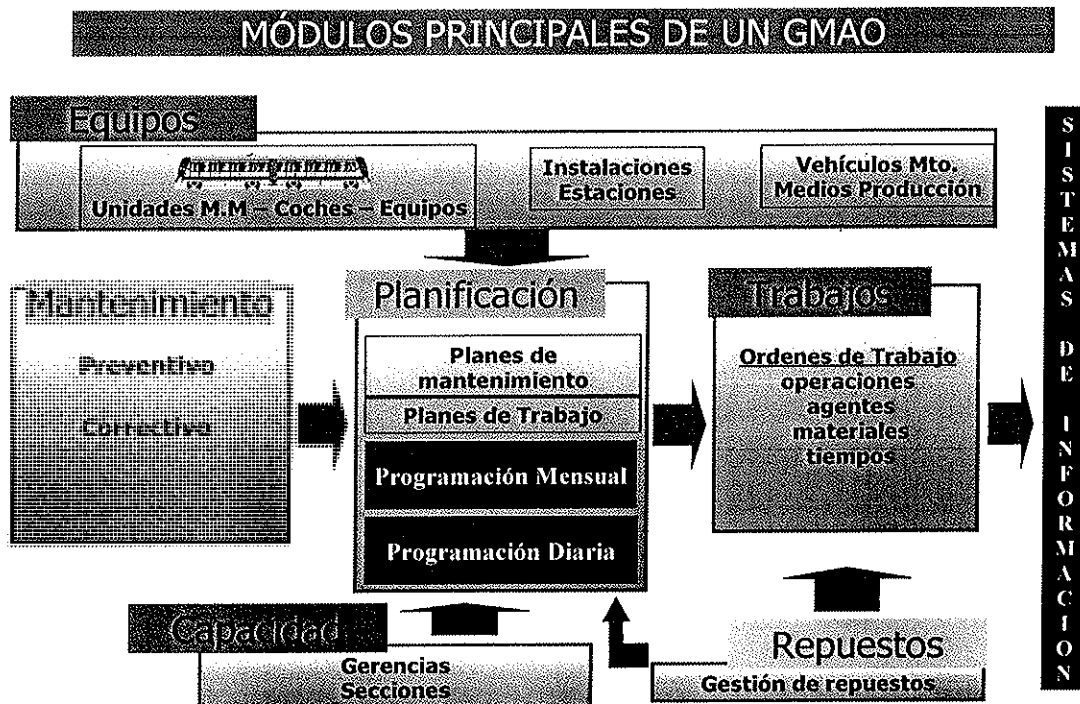 MÓDULOS PRINCIPALES DE UN GMAO
Equipos
Unidades M.M – Coches – Equipos
Instalaciones
Estaciones
Vehículos Mto.
Medios Producción
Mantenimiento
Preventivo
Correctivo
Planificación
Planes de
mantenimiento
Planes de Trabajo
Programación Mensual
Programación Diaria
Trabajos
Ordenes de Trabajo
operaciones
agentes
materiales
tiempos
Capacidad
Gerencias
Secciones
Repuestos
Gestión de repuestos
SISTEMAS DE INFORMACION